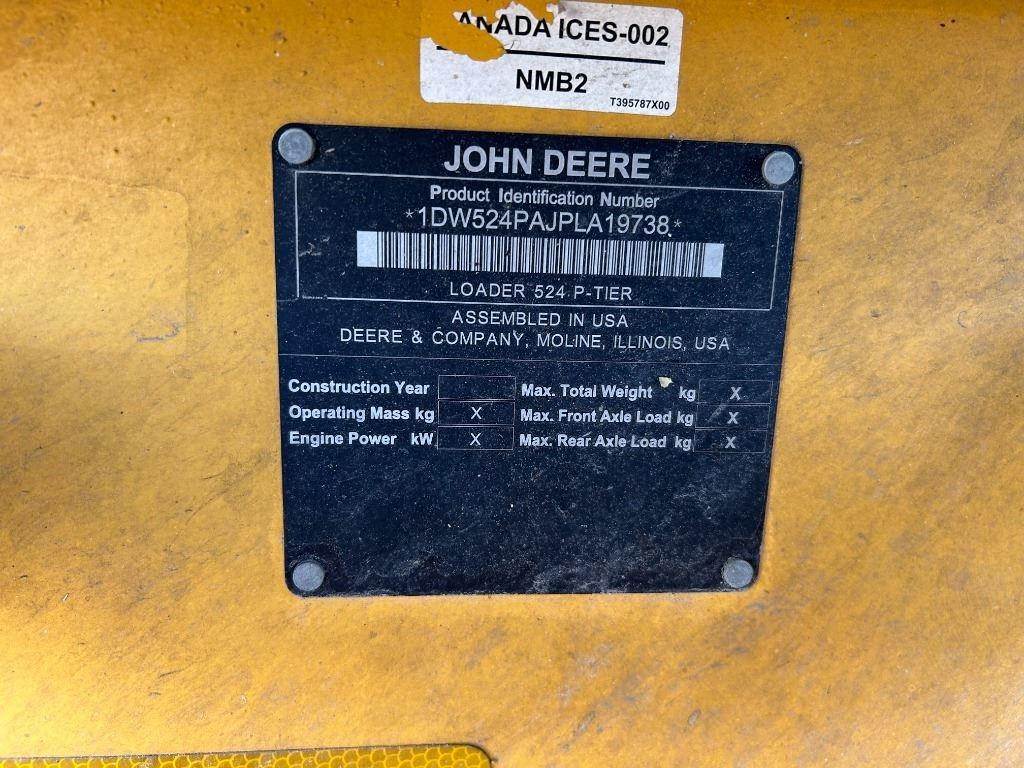 ANADA ICES-002
NMB2
T395787X00
JOHN DEERE
Product Identification Number
*1DW524PAJPLA19738*
LOADER 524 P-TIER
ASSEMBLED IN USA
DEERE & COMPANY, MOLINE, ILLINOIS, USA
Construction Year Max. Total Weight kg X
Operating Mass kg X Max. Front Axle Load kg X
Engine Power kW X Max. Rear Axle Load kg X